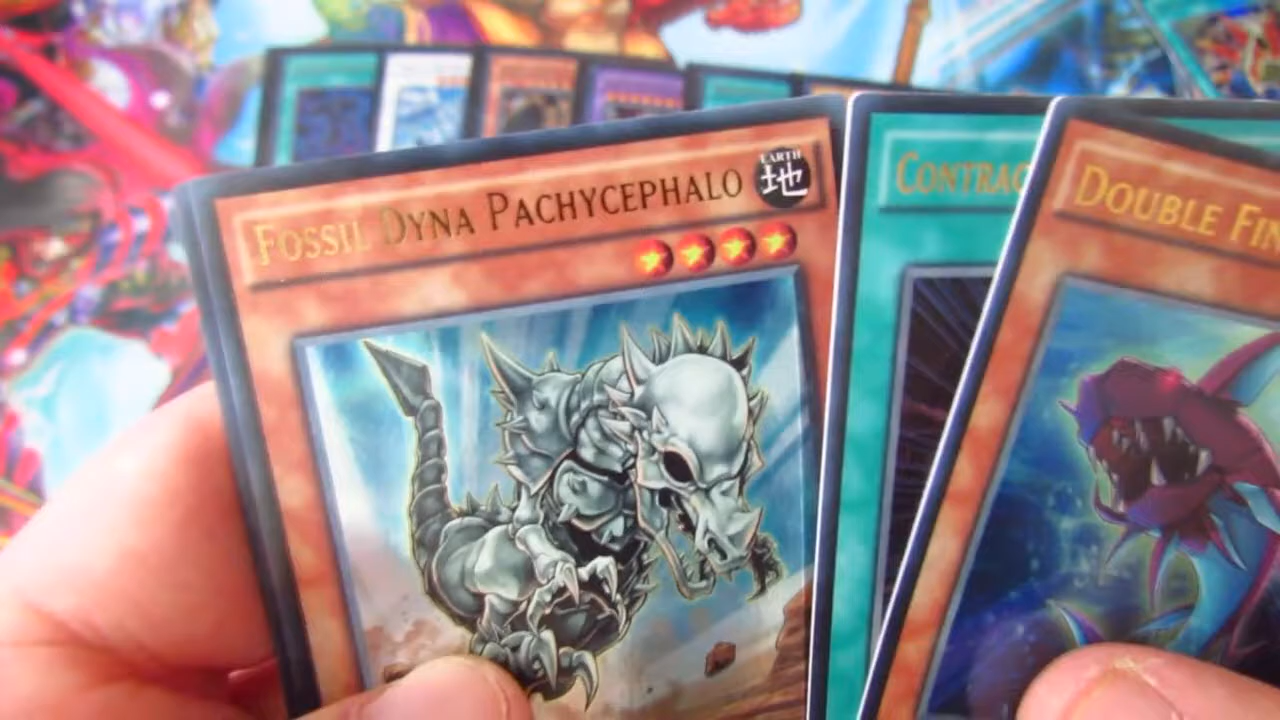 FOSSIL DYNA PACHYCEPHALO
EARTH
地
CONTRAC
DOUBLE FIN